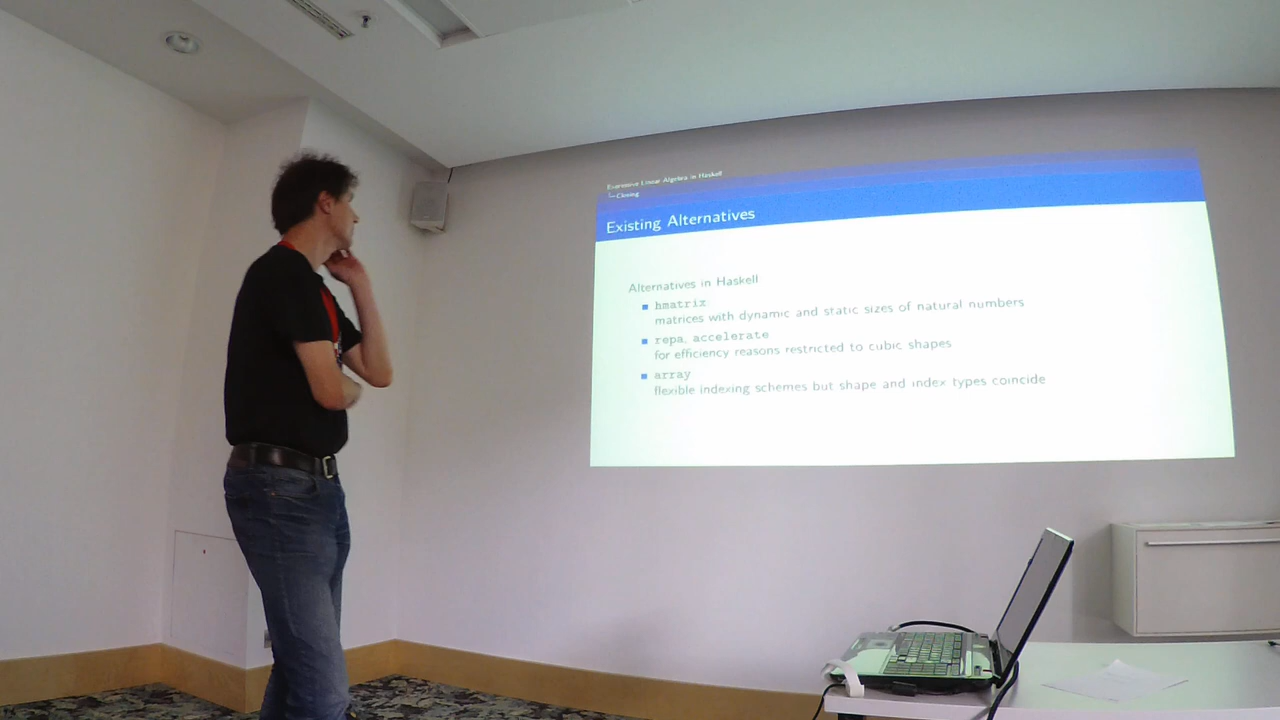 Expressive Linear Algebra in Haskell
Closing
Existing Alternatives
Alternatives in Haskell
hmatrix
matrices with dynamic and static sizes of natural numbers
repa, accelerate
for efficiency reasons restricted to cubic shapes
array
flexible indexing schemes but shape and index types coincide